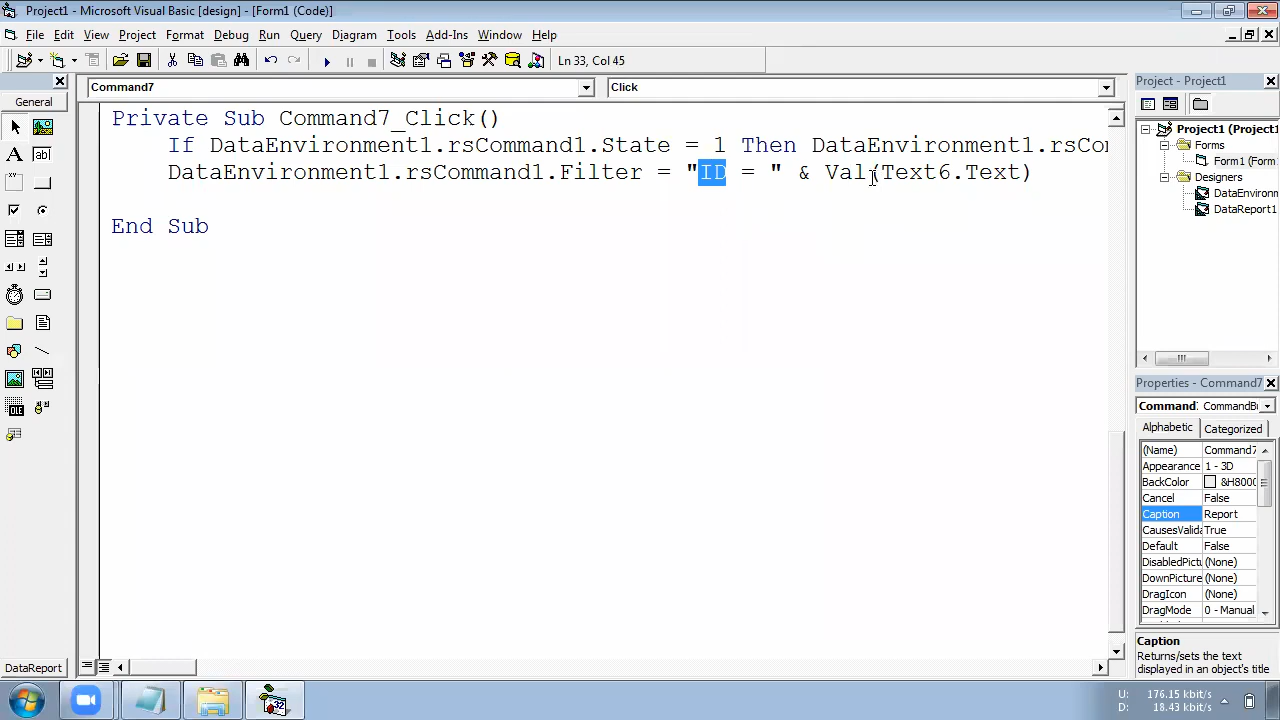 Project1 - Microsoft Visual Basic [design] - [Form1 (Code)]
File Edit View Project Format Debug Run Query Diagram Tools Add-Ins Window Help
Ln 33, Col 45
General
Command7
Click
Private Sub Command7_Click()
If DataEnvironment1.rsCommand1.State = 1 Then DataEnvironment1.rsCom
DataEnvironment1.rsCommand1.Filter = "ID = " & Val(Text6.Text)
End Sub
Project - Project1
Project1 (Project1
Forms
Form1 (Form
Designers
DataEnvironm
DataReport1
Properties - Command7
Command7 CommandBu
Alphabetic Categorized
(Name) Command7
Appearance 1 - 3D
BackColor &H8000
Cancel False
Caption Report
CausesValida True
Default False
DisabledPictu (None)
DownPicture (None)
DragIcon (None)
DragMode 0 - Manual
Caption
Returns/sets the text
displayed in an object's title
DataReport
U: 176.15 kbit/s
D: 18.43 kbit/s